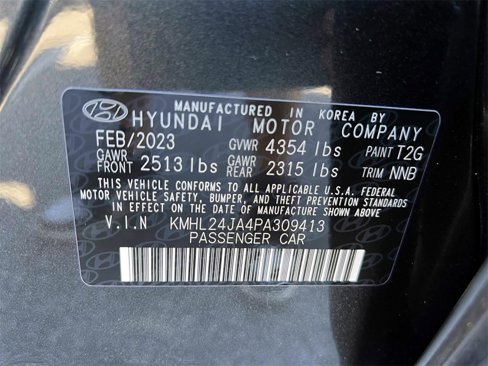 MANUFACTURED IN KOREA BY
HYUNDAI MOTOR COMPANY
FEB/2023 GVWR 4354 lbs PAINT T2G
GAWR FRONT 2513 lbs GAWR REAR 2315 lbs TRIM NNB
THIS VEHICLE CONFORMS TO ALL APPLICABLE U.S.A. FEDERAL
MOTOR VEHICLE SAFETY, BUMPER, AND THEFT PREVENTION STANDARDS
IN EFFECT ON THE DATE OF MANUFACTURE SHOWN ABOVE
V.I.N KMHL24JA4PA309413
PASSENGER CAR